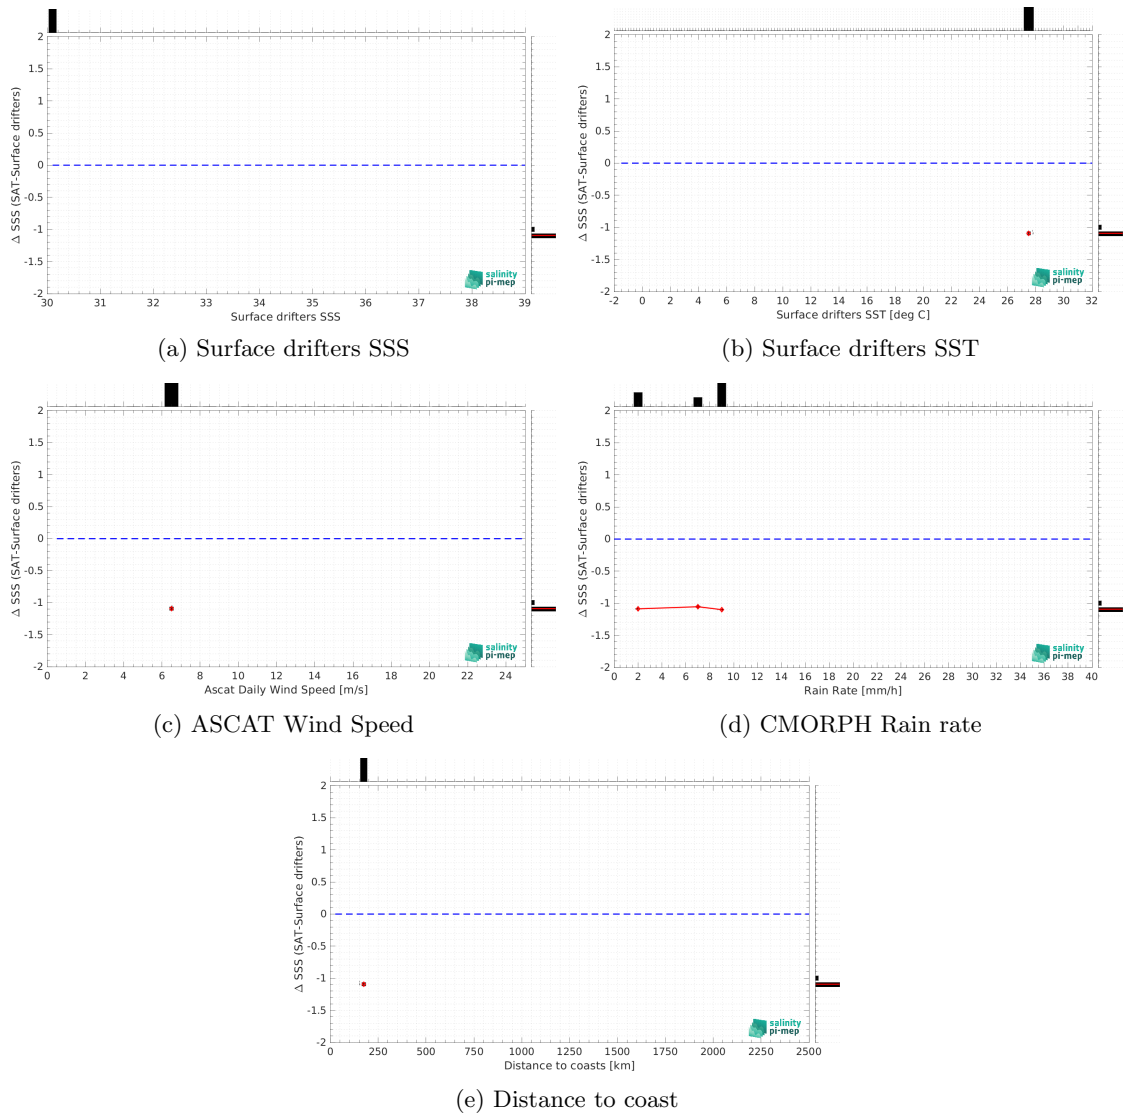 2
1.5
1
0.5
0
-0.5
-1
-1.5
-2
Δ SSS (SAT-Surface drifters)
30 31 32 33 34 35 36 37 38 39
Surface drifters SSS
salinity
pi-mep
(a) Surface drifters SSS
2
1.5
1
0.5
0
-0.5
-1
-1.5
-2
Δ SSS (SAT-Surface drifters)
-2 0 2 4 6 8 10 12 14 16 18 20 22 24 26 28 30 32
Surface drifters SST [deg C]
salinity
pi-mep
(b) Surface drifters SST
2
1.5
1
0.5
0
-0.5
-1
-1.5
-2
Δ SSS (SAT-Surface drifters)
0 2 4 6 8 10 12 14 16 18 20 22 24
Ascat Daily Wind Speed [m/s]
salinity
pi-mep
(c) ASCAT Wind Speed
2
1.5
1
0.5
0
-0.5
-1
-1.5
-2
Δ SSS (SAT-Surface drifters)
0 2 4 6 8 10 12 14 16 18 20 22 24 26 28 30 32 34 36 38 40
Rain Rate [mm/h]
salinity
pi-mep
(d) CMORPH Rain rate
2
1.5
1
0.5
0
-0.5
-1
-1.5
-2
Δ SSS (SAT-Surface drifters)
0 250 500 750 1000 1250 1500 1750 2000 2250 2500
Distance to coasts [km]
salinity
pi-mep
(e) Distance to coast